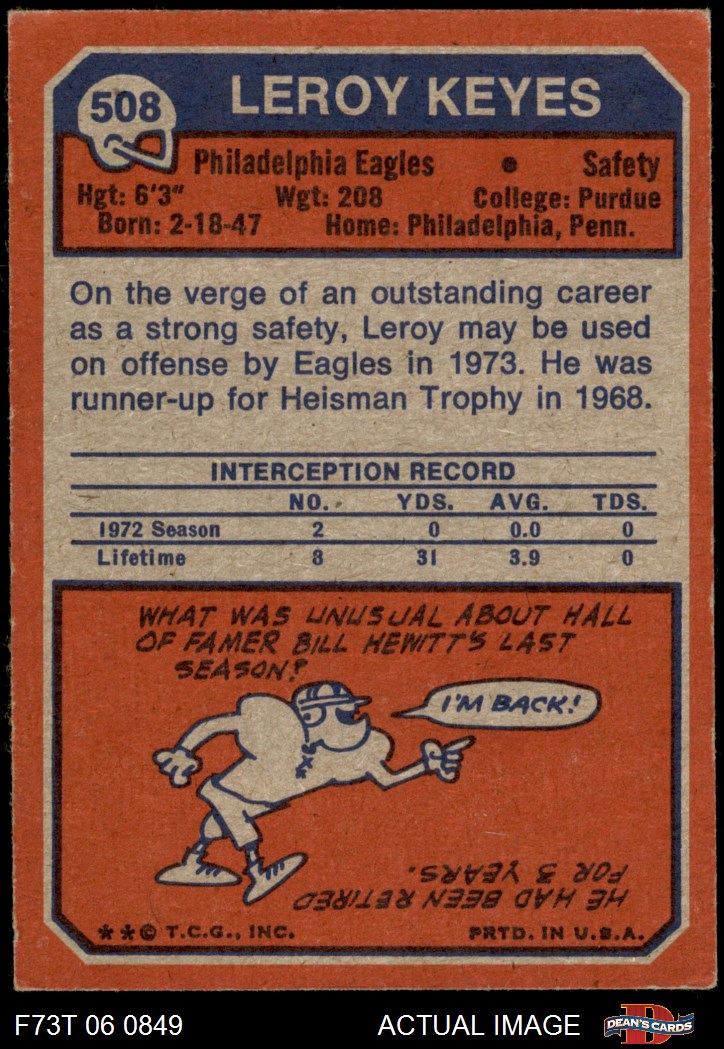 508
LEROY KEYES
Philadelphia Eagles • Safety
Hgt: 6'3" Wgt: 208 College: Purdue
Born: 2-18-47 Home: Philadelphia, Penn.
On the verge of an outstanding career
as a strong safety, Leroy may be used
on offense by Eagles in 1973. He was
runner-up for Heisman Trophy in 1968.
INTERCEPTION RECORD
NO. YDS. AVG. TDS.
1972 Season 2 0 0.0 0
Lifetime 8 31 3.9 0
WHAT WAS UNUSUAL ABOUT HALL
OF FAMER BILL HEWITT'S LAST
SEASON?
I'M BACK!
HE HAD BEEN RETIRED
FOR 3 YEARS.
**© T.C.G., INC. PRTD. IN U.S.A.
F73T 06 0849 ACTUAL IMAGE
D
DEAN'S CARDS